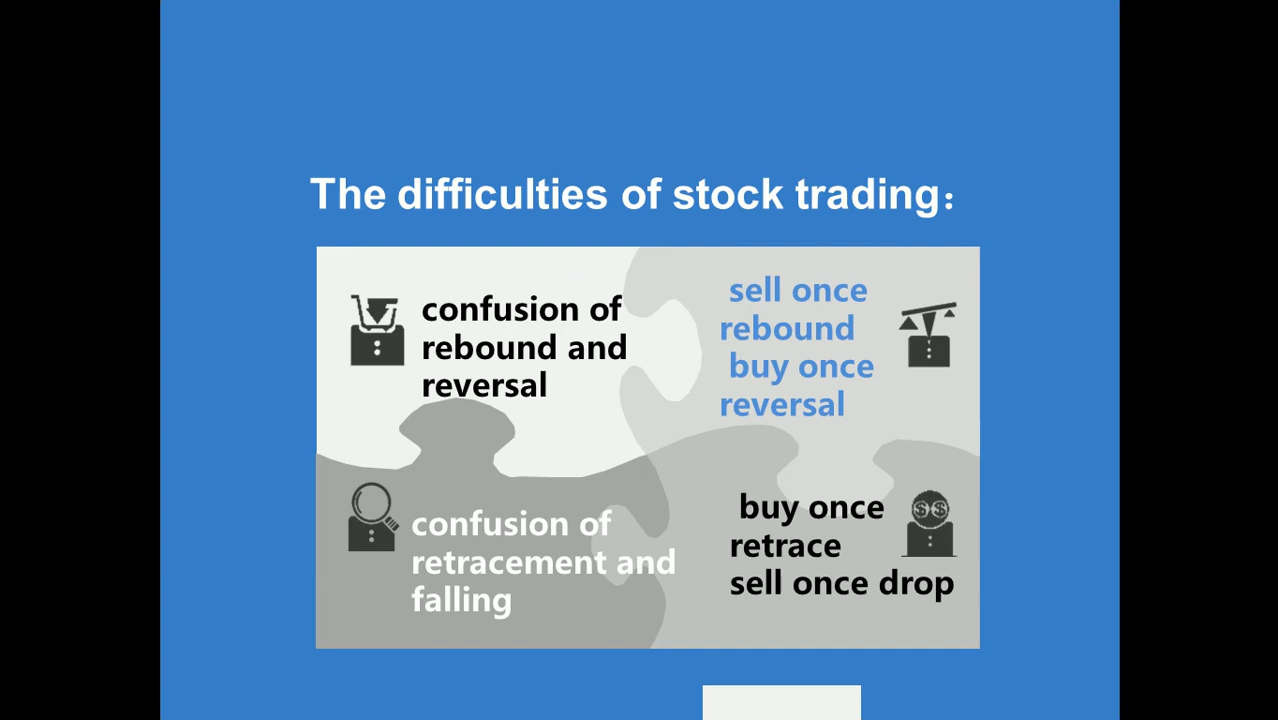 The difficulties of stock trading：
confusion of
rebound and
reversal
sell once
rebound
buy once
reversal
confusion of
retracement and
falling
buy once
retrace
sell once drop